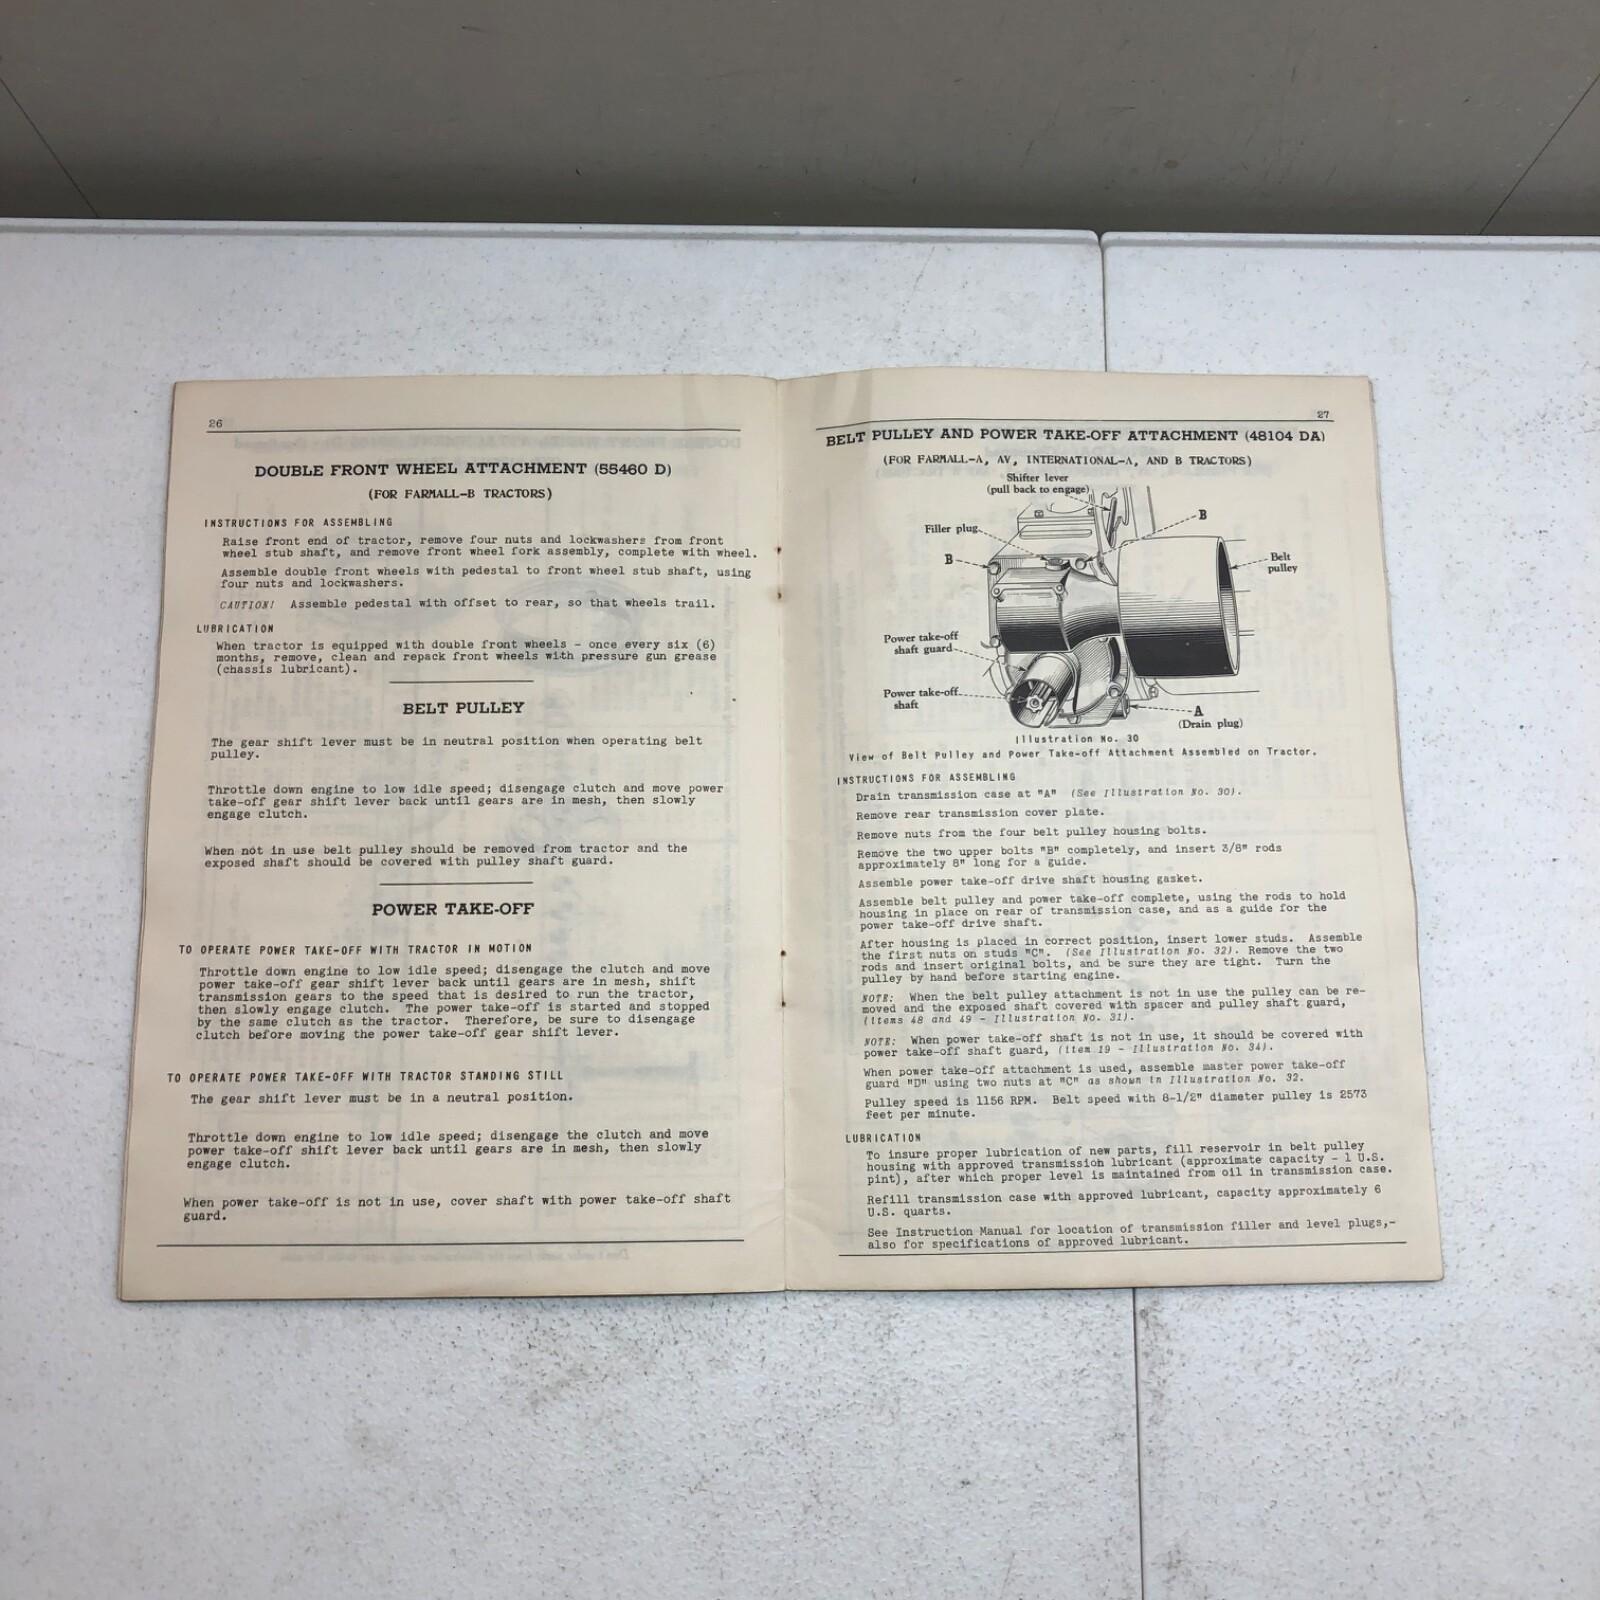 26
DOUBLE FRONT WHEEL ATTACHMENT (55460 D)
(FOR FARMALL-B TRACTORS)
INSTRUCTIONS FOR ASSEMBLING
Raise front end of tractor, remove four nuts and lockwashers from front
wheel stub shaft, and remove front wheel fork assembly, complete with wheel.
Assemble double front wheels with pedestal to front wheel stub shaft, using
four nuts and lockwashers.
CAUTION! Assemble pedestal with offset to rear, so that wheels trail.
LUBRICATION
When tractor is equipped with double front wheels - once every six (6)
months, remove, clean and repack front wheels with pressure gun grease
(chassis lubricant).
BELT PULLEY
The gear shift lever must be in neutral position when operating belt
pulley.
Throttle down engine to low idle speed; disengage clutch and move power
take-off gear shift lever back until gears are in mesh, then slowly
engage clutch.
When not in use belt pulley should be removed from tractor and the
exposed shaft should be covered with pulley shaft guard.
POWER TAKE-OFF
TO OPERATE POWER TAKE-OFF WITH TRACTOR IN MOTION
Throttle down engine to low idle speed; disengage the clutch and move
power take-off gear shift lever back until gears are in mesh, shift
transmission gears to the speed that is desired to run the tractor,
then slowly engage clutch. The power take-off is started and stopped
by the same clutch as the tractor. Therefore, be sure to disengage
clutch before moving the power take-off gear shift lever.
TO OPERATE POWER TAKE-OFF WITH TRACTOR STANDING STILL
The gear shift lever must be in a neutral position.
Throttle down engine to low idle speed; disengage the clutch and move
power take-off shift lever back until gears are in mesh, then slowly
engage clutch.
When power take-off is not in use, cover shaft with power take-off shaft
guard.
27
BELT PULLEY AND POWER TAKE-OFF ATTACHMENT (48104 DA)
(FOR FARMALL-A, AV, INTERNATIONAL-A, AND B TRACTORS)
Shifter lever
(pull back to engage)
B
Filler plug
B
Belt
pulley
Power take-off
shaft guard
Power take-off
shaft
A
(Drain plug)
Illustration No. 30
View of Belt Pulley and Power Take-off Attachment Assembled on Tractor.
INSTRUCTIONS FOR ASSEMBLING
Drain transmission case at "A" (See Illustration No. 30).
Remove rear transmission cover plate.
Remove nuts from the four belt pulley housing bolts.
Remove the two upper bolts "B" completely, and insert 3/8" rods
approximately 8" long for a guide.
Assemble power take-off drive shaft housing gasket.
Assemble belt pulley and power take-off complete, using the rods to hold
housing in place on rear of transmission case, and as a guide for the
power take-off drive shaft.
After housing is placed in correct position, insert lower studs. Assemble
the first nuts on studs "C". (See Illustration No. 32). Remove the two
rods and insert original bolts, and be sure they are tight. Turn the
pulley by hand before starting engine.
NOTE: When the belt pulley attachment is not in use the pulley can be re-
moved and the exposed shaft covered with spacer and pulley shaft guard,
(Items 48 and 49 - Illustration No. 31).
NOTE: When power take-off shaft is not in use, it should be covered with
power take-off shaft guard, (Item 19 - Illustration No. 34).
When power take-off attachment is used, assemble master power take-off
guard "D" using two nuts at "C" as shown in Illustration No. 32.
Pulley speed is 1156 RPM. Belt speed with 8-1/2" diameter pulley is 2573
feet per minute.
LUBRICATION
To insure proper lubrication of new parts, fill reservoir in belt pulley
housing with approved transmission lubricant (approximate capacity - 1 U.S.
pint), after which proper level is maintained from oil in transmission case.
Refill transmission case with approved lubricant, capacity approximately 6
U.S. quarts.
See Instruction Manual for location of transmission filler and level plugs,-
also for specifications of approved lubricant.